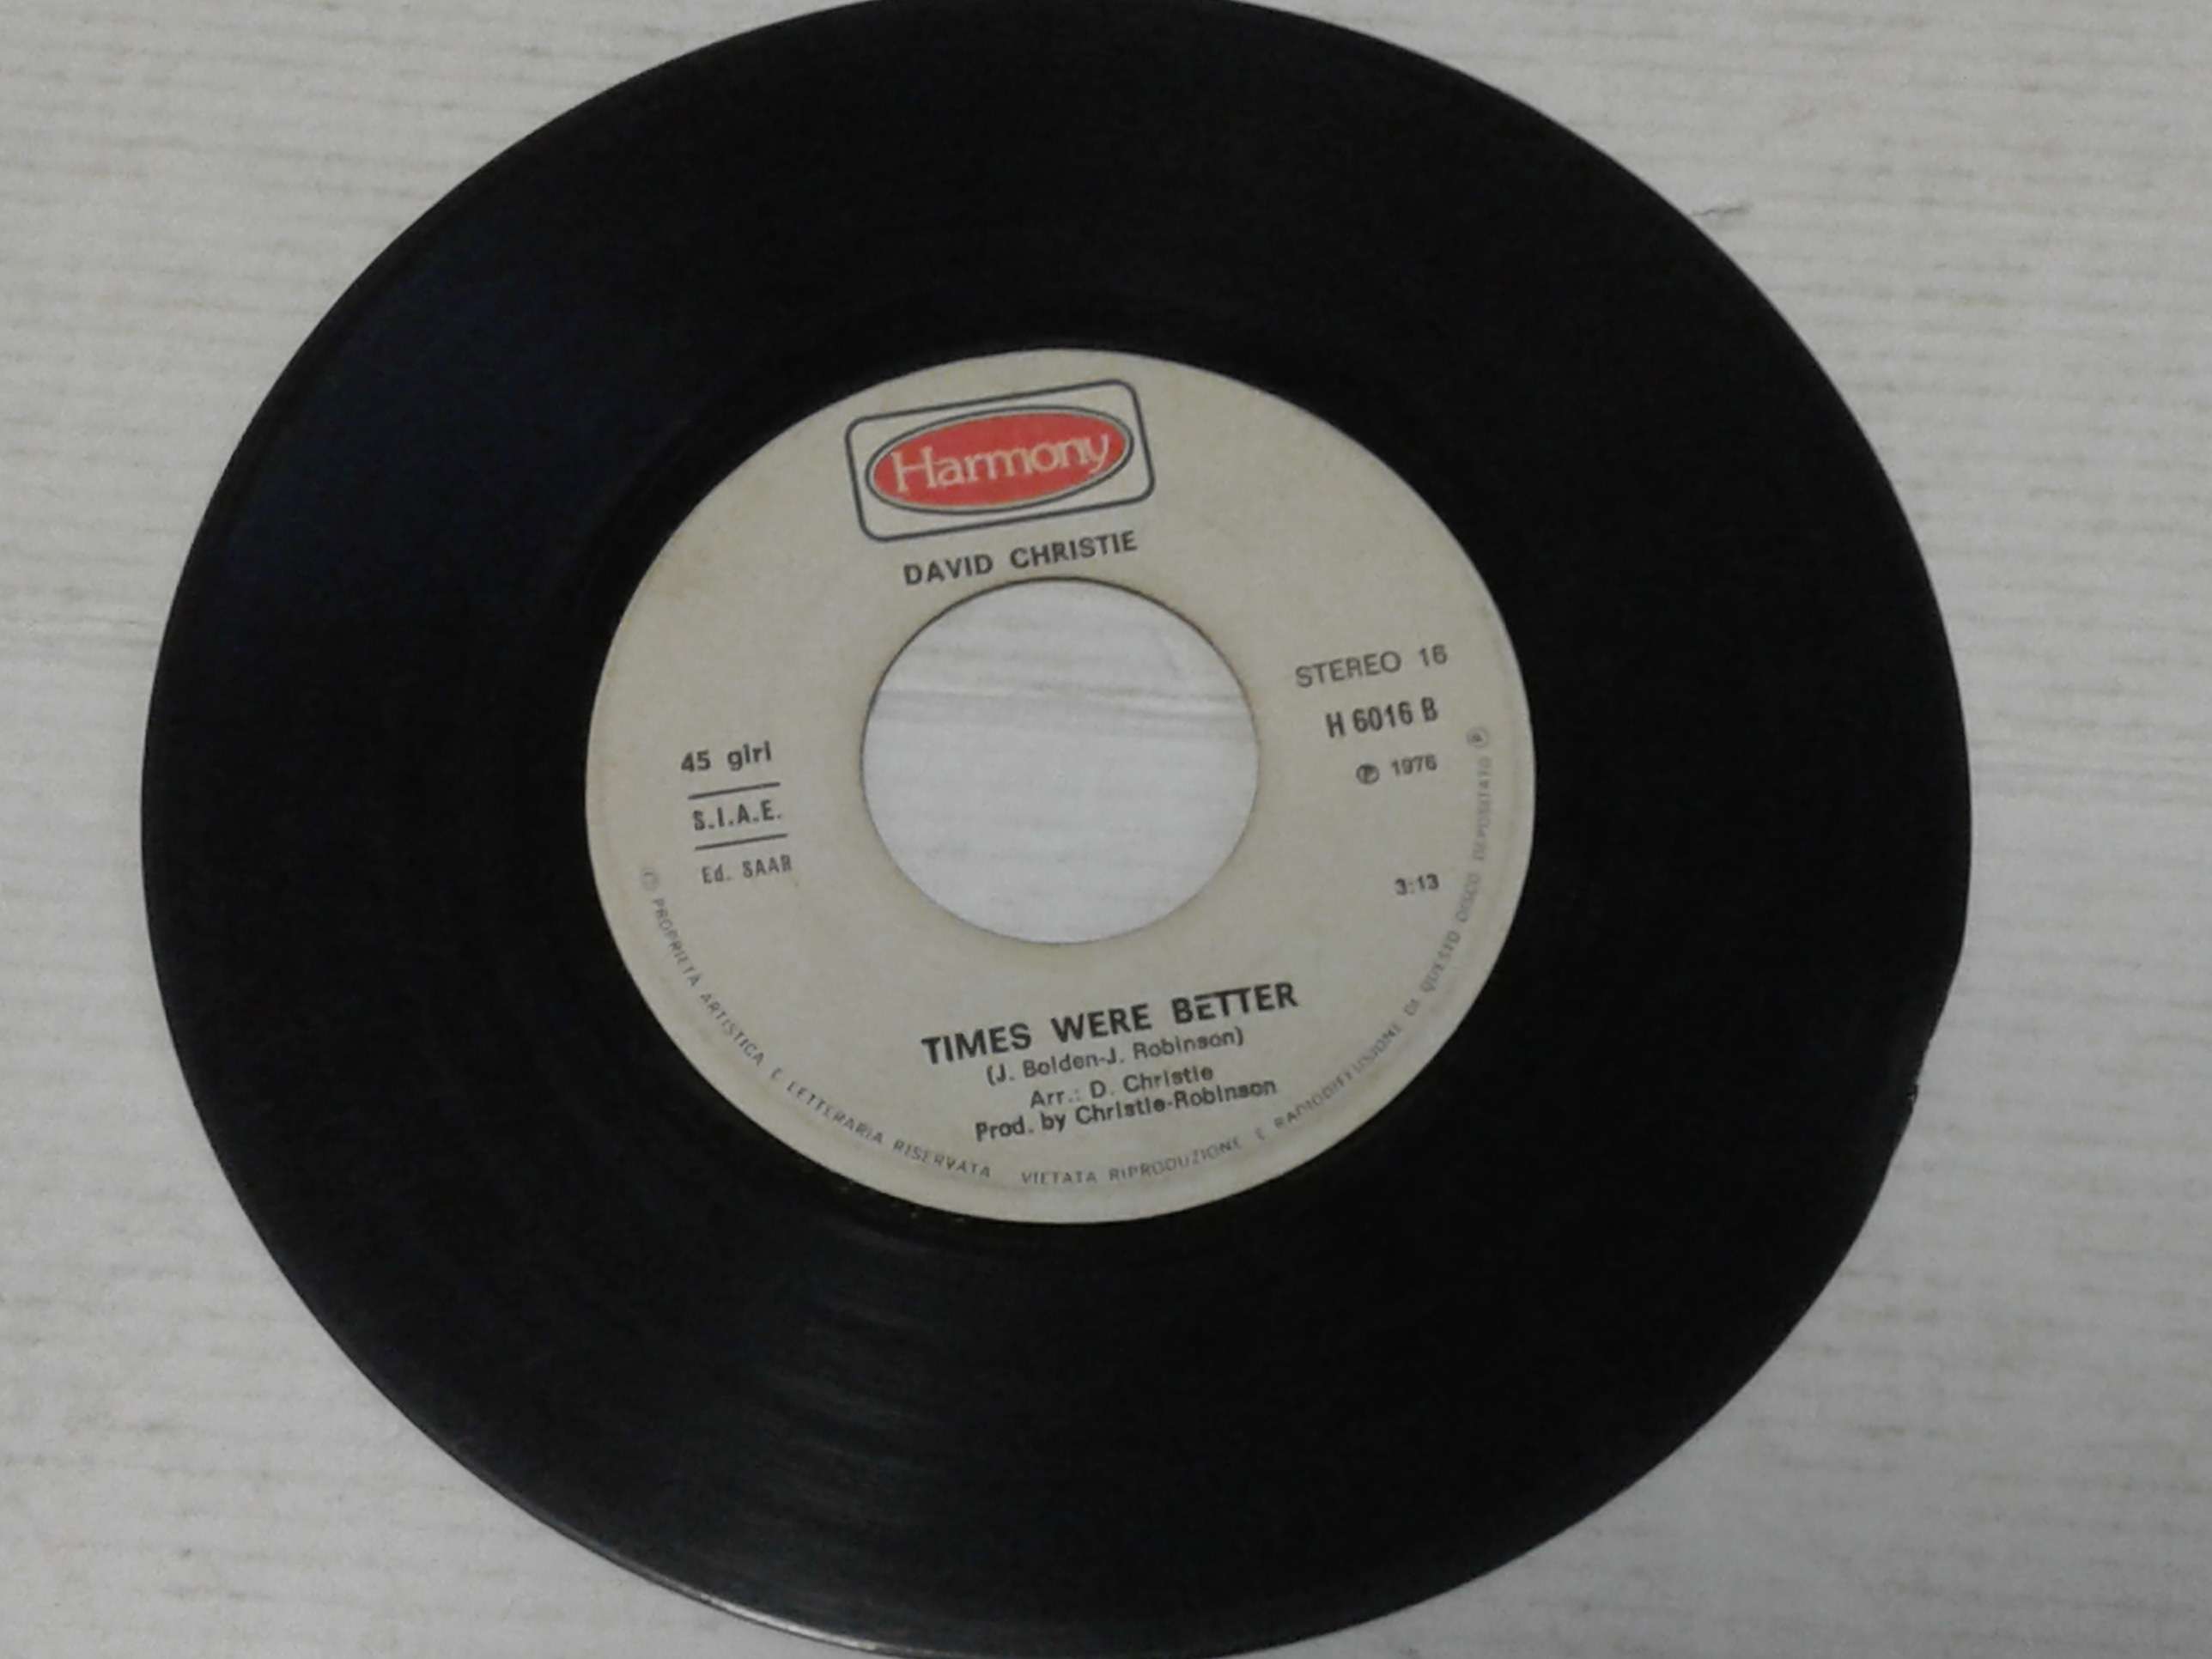 Harmony
DAVID CHRISTIE
STEREO 16
H 6016 B
℗ 1976
45 giri
S.I.A.E.
Ed. SAAR
3:13
TIMES WERE BETTER
(J. Bolden-J. Robinson)
Arr.: D. Christie
Prod. by Christie-Robinson
© PROPRIETÀ ARTISTICA E LETTERARIA RISERVATA VIETATA RIPRODUZIONE E RADIODIFFUSIONE DI QUESTO DISCO DEPOSITATO ®